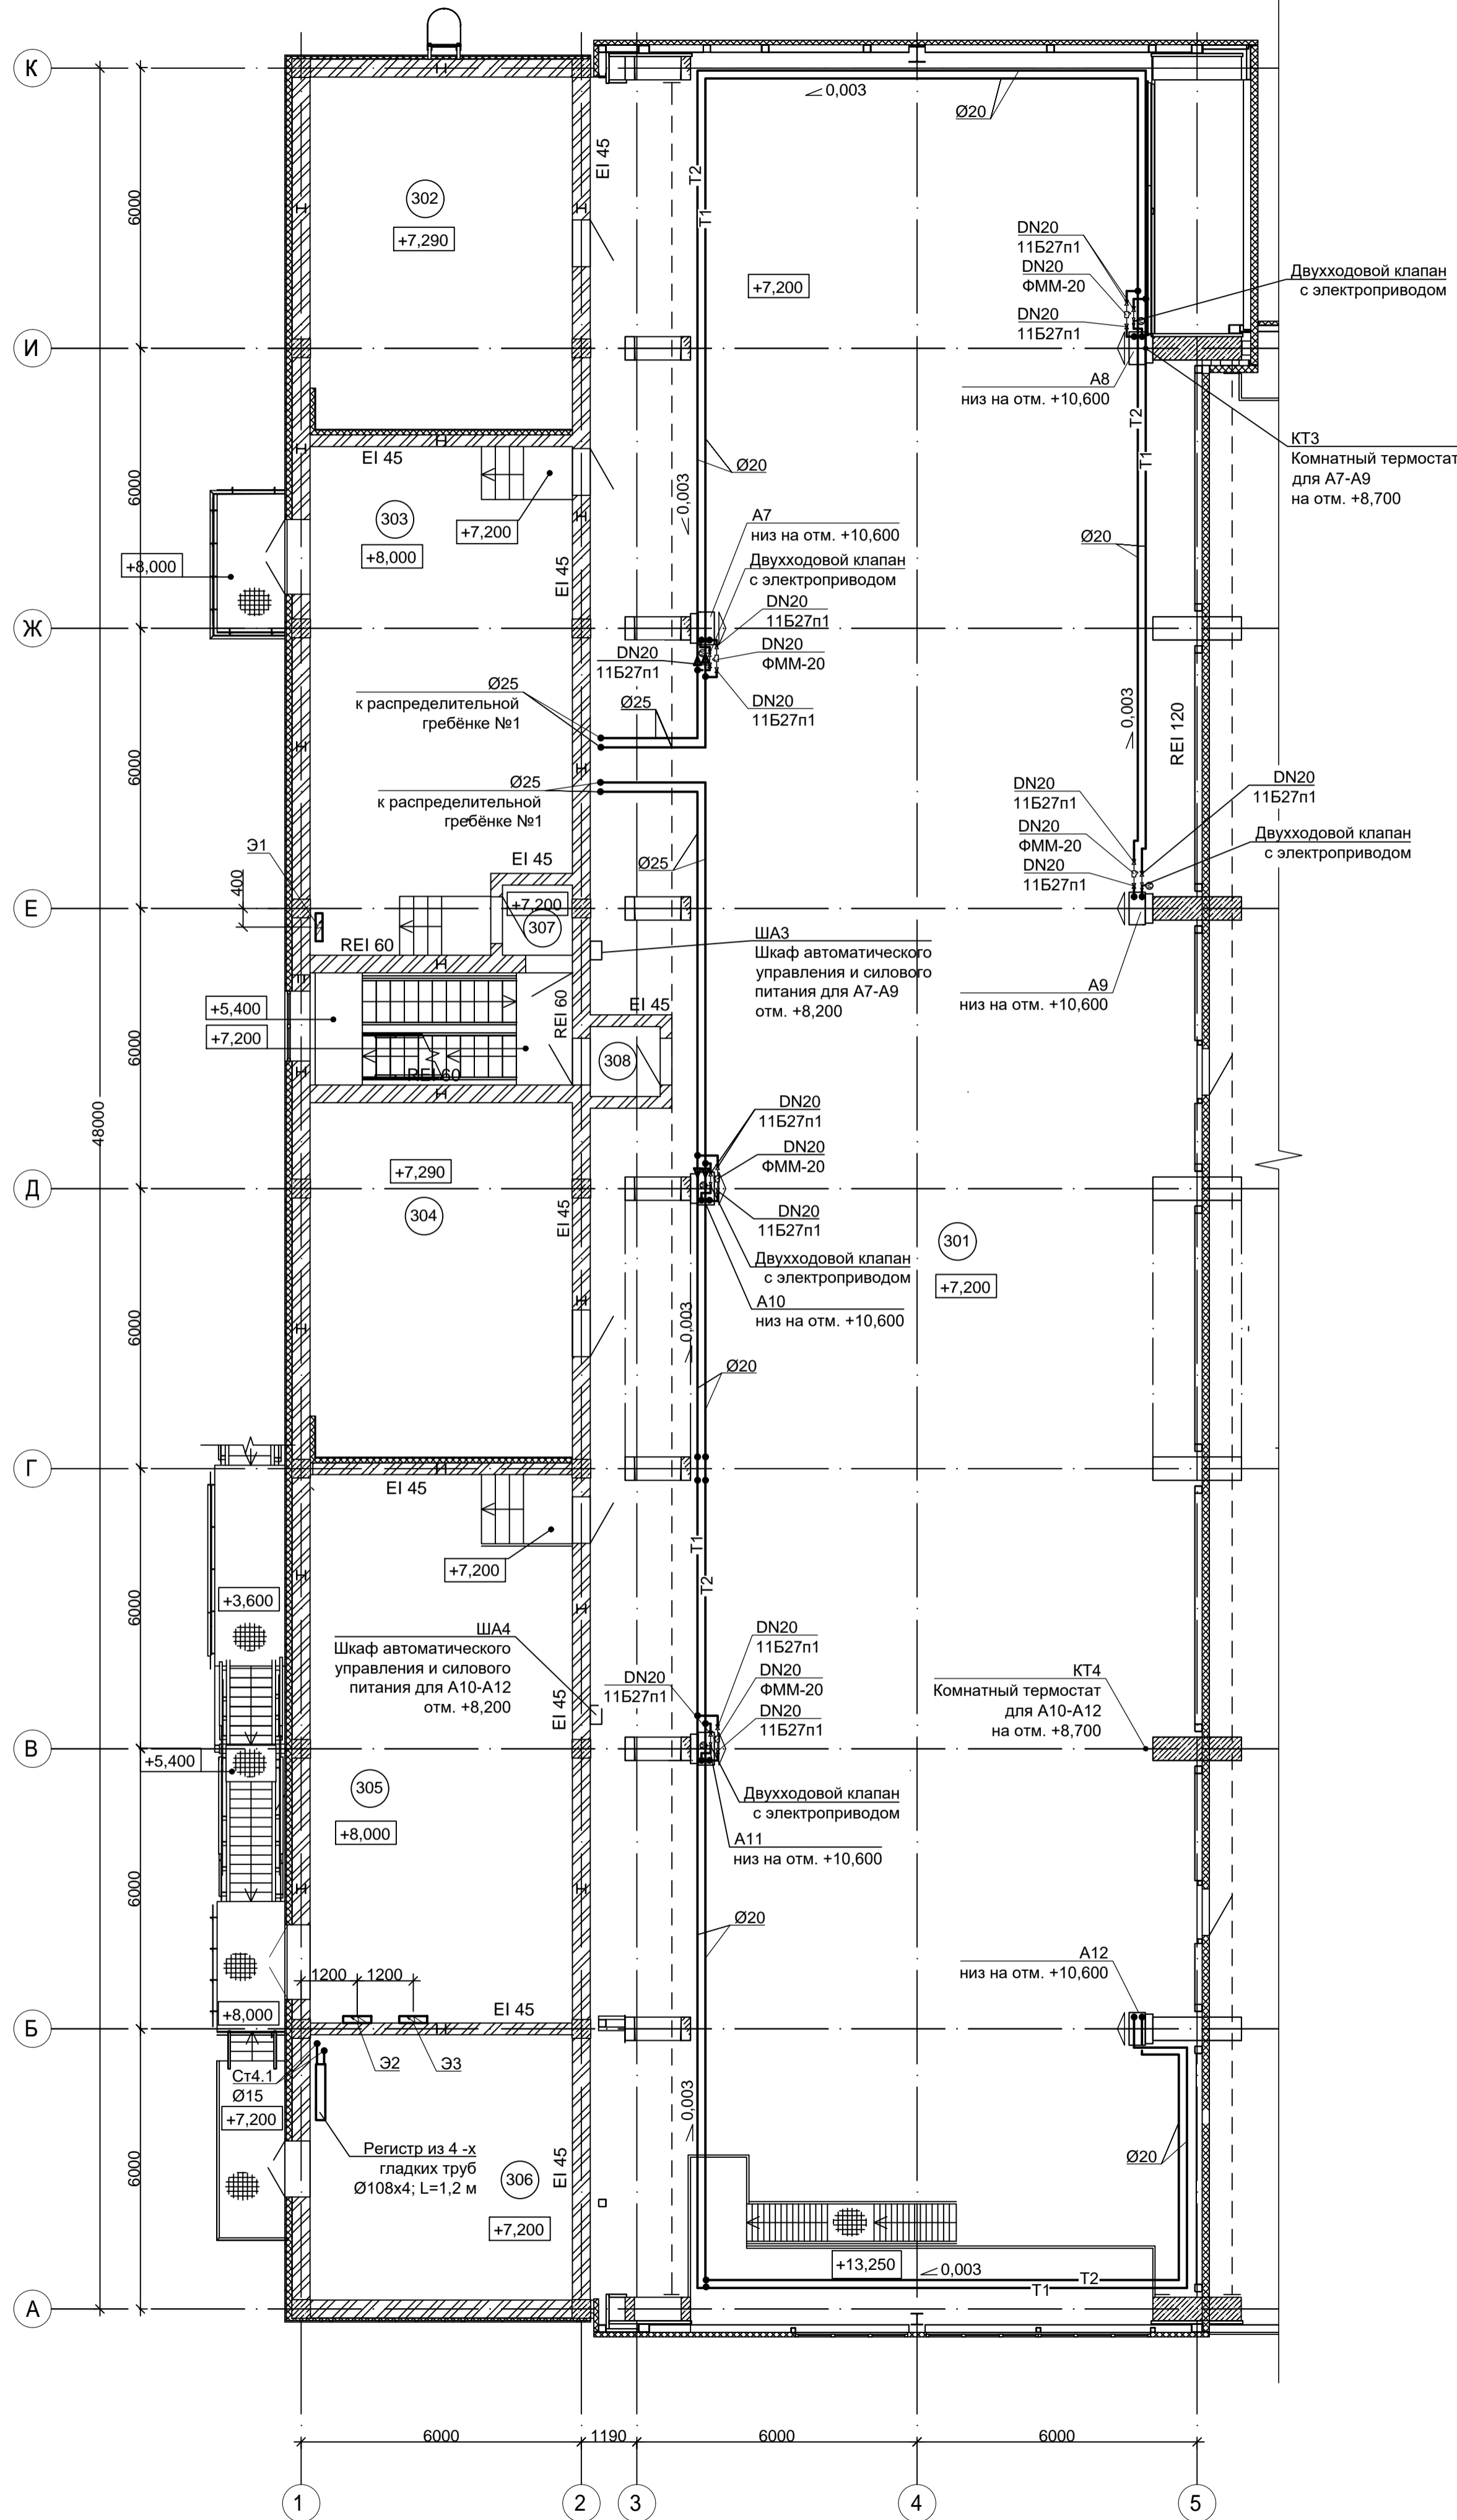 К
0,003
Ø20
6000
EI 45
302
+7,290
Т2
Т1
DN20
11Б27п1
DN20
ФММ-20
DN20
11Б27п1
Двухходовой клапан
с электроприводом
+7,200
И
А8
низ на отм. +10,600
Т2
Т1
КТ3
Комнатный термостат
для А7-А9
на отм. +8,700
EI 45
Ø20
0,003
6000
303
+8,000
+7,200
+8,000
EI 45
А7
низ на отм. +10,600
Двухходовой клапан
с электроприводом
DN20
11Б27п1
DN20
ФММ-20
DN20
11Б27п1
Ø20
Ж
DN20
11Б27п1
Ø25
к распределительной
гребёнке №1
Ø25
0,003
REI 120
6000
Ø25
к распределительной
гребёнке №1
DN20
11Б27п1
DN20
ФММ-20
DN20
11Б27п1
DN20
11Б27п1
Двухходовой клапан
с электроприводом
Э1
400
EI 45
Ø25
Е
+7,200
307
REI 60
ША3
Шкаф автоматического
управления и силового
питания для А7-А9
отм. +8,200
А9
низ на отм. +10,600
+5,400
+7,200
REI 60
EI 45
308
REI 60
6000
48000
DN20
11Б27п1
DN20
ФММ-20
DN20
11Б27п1
Двухходовой клапан
с электроприводом
А10
низ на отм. +10,600
Д
+7,290
304
EI 45
301
+7,200
0,003
6000
Ø20
Г
EI 45
+7,200
Т1
Т2
6000
+3,600
ША4
Шкаф автоматического
управления и силового
питания для А10-А12
отм. +8,200
EI 45
DN20
11Б27п1
DN20
11Б27п1
DN20
ФММ-20
DN20
11Б27п1
КТ4
Комнатный термостат
для А10-А12
на отм. +8,700
В
+5,400
305
+8,000
Двухходовой клапан
с электроприводом
А11
низ на отм. +10,600
6000
Ø20
А12
низ на отм. +10,600
1200
1200
EI 45
+8,000
Б
Э2
Э3
Ст4.1
Ø15
+7,200
0,003
Ø20
6000
Регистр из 4 -х
гладких труб
Ø108х4; L=1,2 м
306
EI 45
+7,200
+13,250
0,003
Т2
Т1
А
6000
1190
6000
6000
1
2
3
4
5